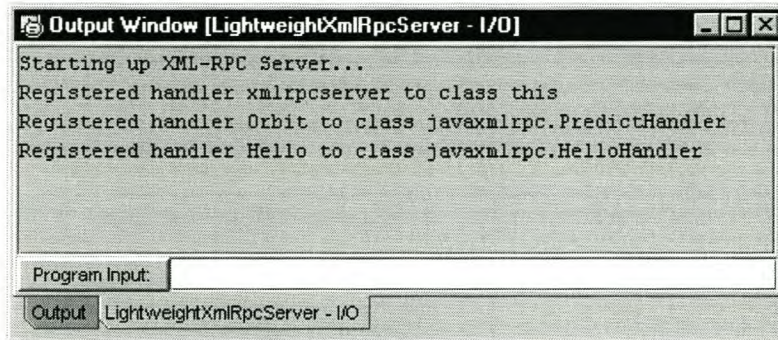 Output Window [LightweightXmlRpcServer - I/O]
Starting up XML-RPC Server...
Registered handler xmlrpcserver to class this
Registered handler Orbit to class javaxmlrpc.PredictHandler
Registered handler Hello to class javaxmlrpc.HelloHandler
Program Input:
Output LightweightXmlRpcServer - I/O